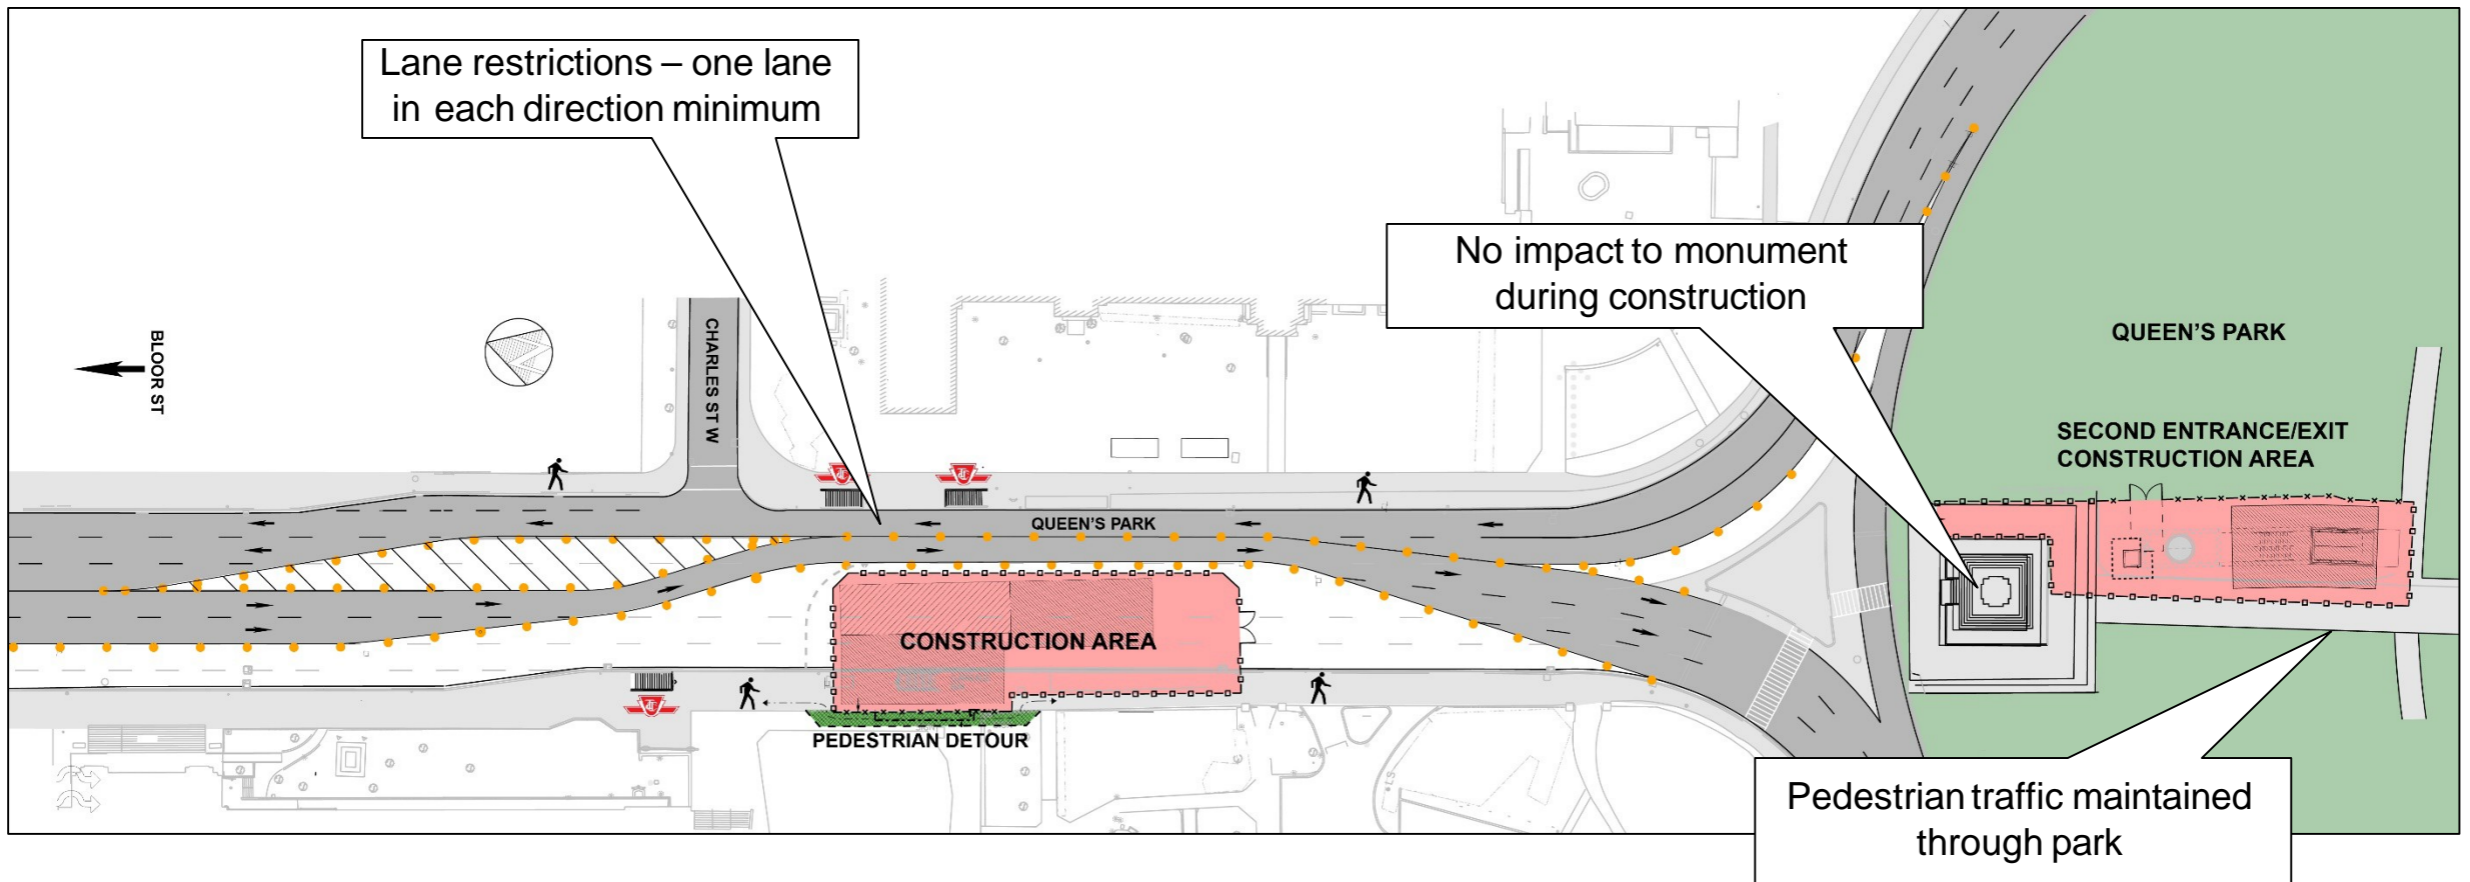 Lane restrictions – one lane
in each direction minimum
No impact to monument
during construction
QUEEN'S PARK
BLOOR ST
CHARLES ST W
SECOND ENTRANCE/EXIT
CONSTRUCTION AREA
QUEEN'S PARK
CONSTRUCTION AREA
PEDESTRIAN DETOUR
Pedestrian traffic maintained
through park